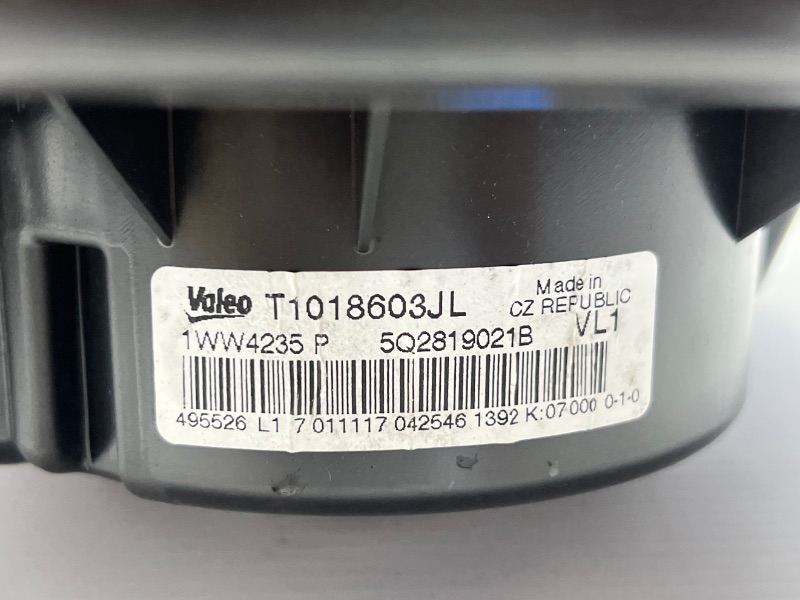 Valeo T1018603JL Made in
CZ REPUBLIC
1WW4235 P 5Q2819021B VL1
495526 L1 7 011117 042546 1392 K:07000 0-1-0